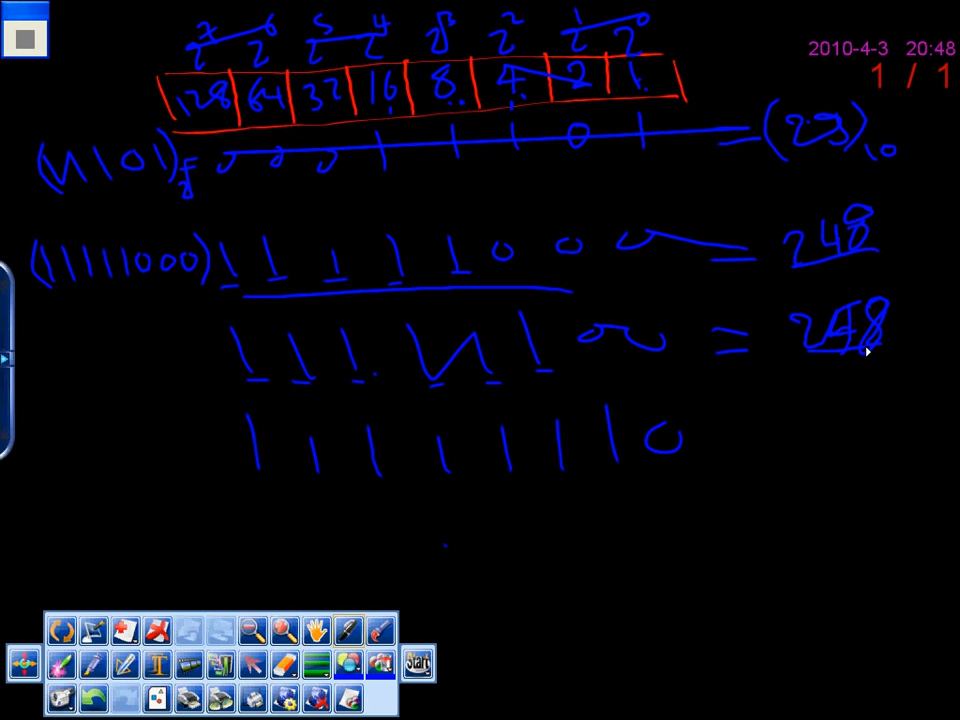 2010-4-3 20:48
1 / 1
2⁷ 2⁶ 2⁵ 2⁴ 2³ 2² 2¹ 2⁰
128 64 32 16 8 4 2 1
(11101) 0 0 0 1 1 1 0 1 = (29)₁₀
(11111000) 1 1 1 1 1 0 0 0 = 248
1 1 1 1 1 1 0 0 = 248
1 1 1 1 1 1 1 0
T
Start